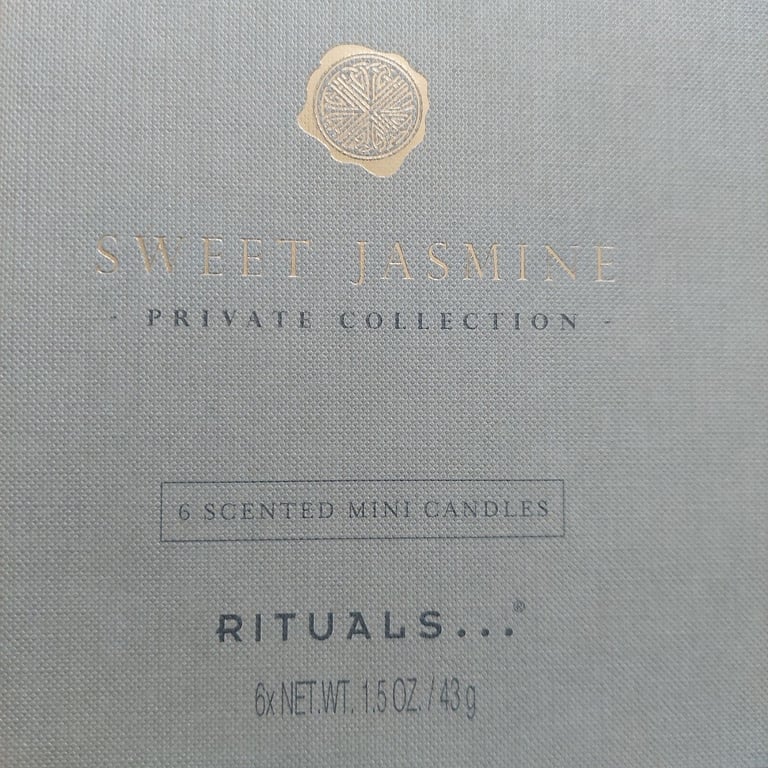 SWEET JASMINE
- PRIVATE COLLECTION -
6 SCENTED MINI CANDLES
RITUALS...®
6x NET.WT. 1.5 OZ. / 43 g